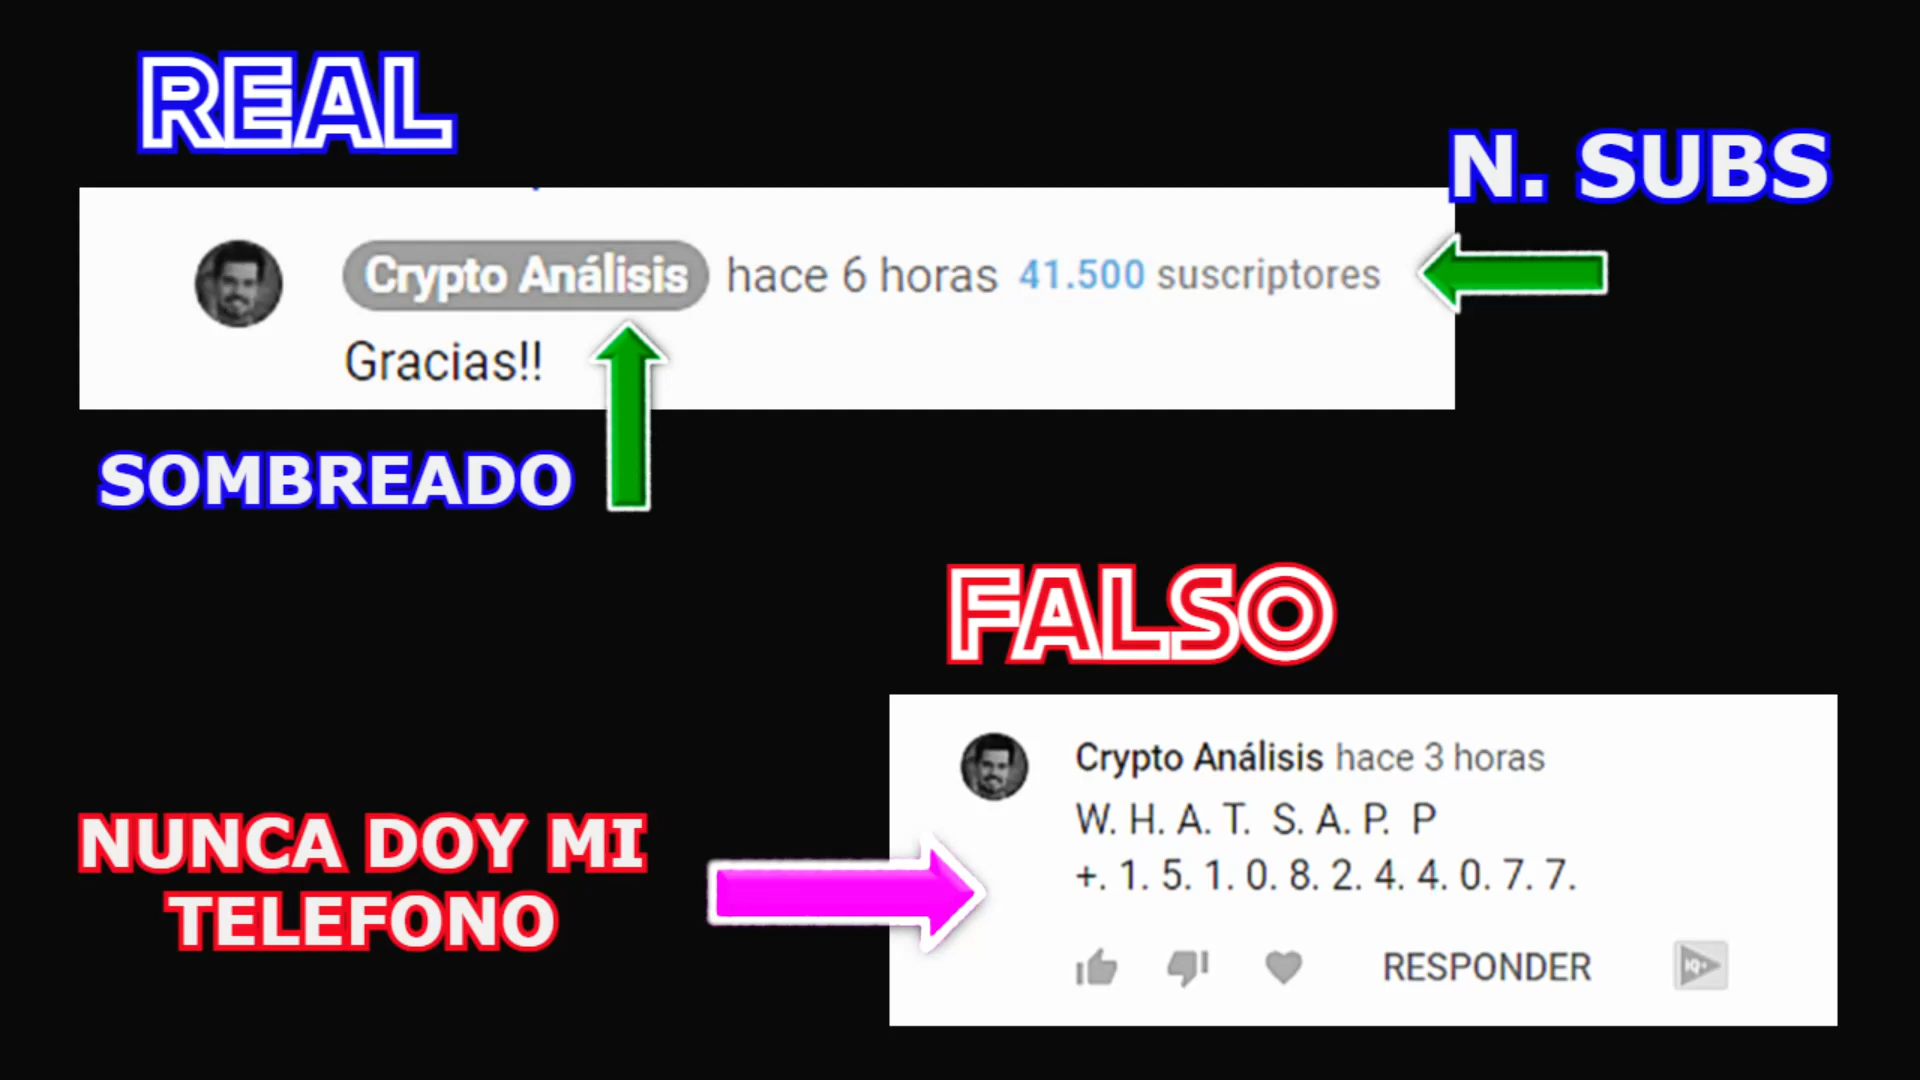 REAL
N. SUBS
Crypto Análisis hace 6 horas 41.500 suscriptores
Gracias!!
SOMBREADO
FALSO
Crypto Análisis hace 3 horas
W. H. A. T. S. A. P. P
+. 1. 5. 1. 0. 8. 2. 4. 4. 0. 7. 7.
NUNCA DOY MI
TELEFONO
RESPONDER
IQ+